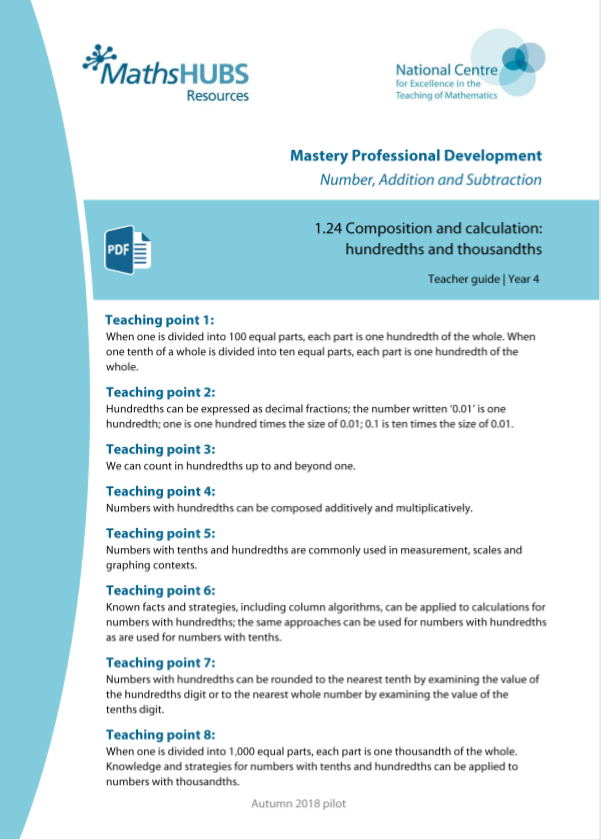 MathsHUBS
Resources
National Centre
for Excellence in the
Teaching of Mathematics
Mastery Professional Development
Number, Addition and Subtraction
PDF
1.24 Composition and calculation:
hundredths and thousandths
Teacher guide | Year 4
Teaching point 1:
When one is divided into 100 equal parts, each part is one hundredth of the whole. When
one tenth of a whole is divided into ten equal parts, each part is one hundredth of the
whole.
Teaching point 2:
Hundredths can be expressed as decimal fractions; the number written ‘0.01’ is one
hundredth; one is one hundred times the size of 0.01; 0.1 is ten times the size of 0.01.
Teaching point 3:
We can count in hundredths up to and beyond one.
Teaching point 4:
Numbers with hundredths can be composed additively and multiplicatively.
Teaching point 5:
Numbers with tenths and hundredths are commonly used in measurement, scales and
graphing contexts.
Teaching point 6:
Known facts and strategies, including column algorithms, can be applied to calculations for
numbers with hundredths; the same approaches can be used for numbers with hundredths
as are used for numbers with tenths.
Teaching point 7:
Numbers with hundredths can be rounded to the nearest tenth by examining the value of
the hundredths digit or to the nearest whole number by examining the value of the
tenths digit.
Teaching point 8:
When one is divided into 1,000 equal parts, each part is one thousandth of the whole.
Knowledge and strategies for numbers with tenths and hundredths can be applied to
numbers with thousandths.
Autumn 2018 pilot